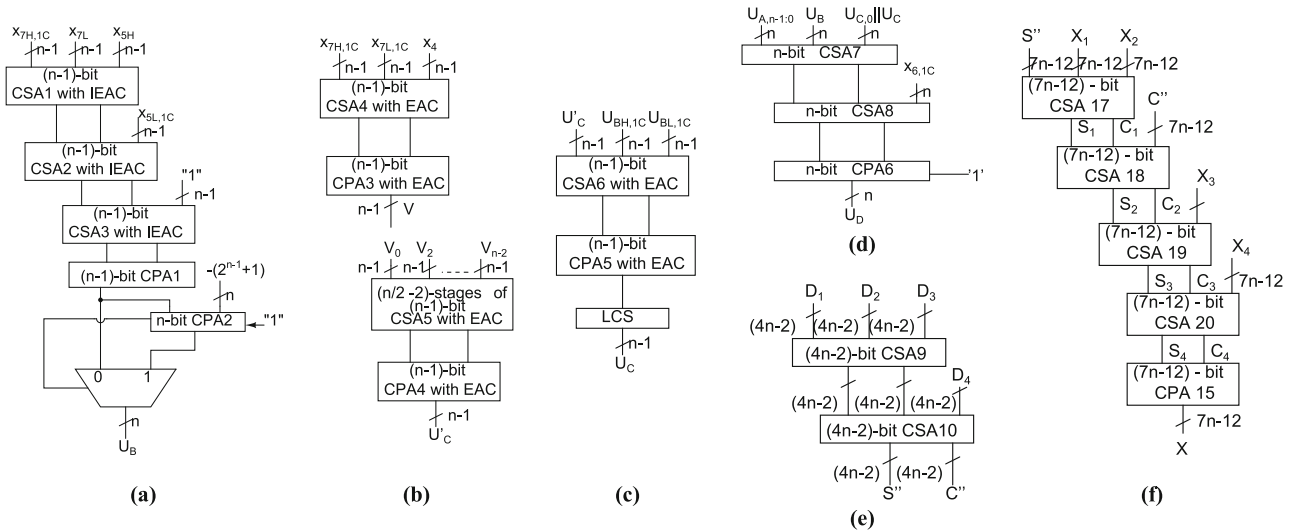 x7H,1C x7L x5H
n-1 n-1 n-1
(n-1)-bit
CSA1 with IEAC
x5L,1C
n-1
(n-1)-bit
CSA2 with IEAC
"1"
n-1
(n-1)-bit
CSA3 with IEAC
(n-1)-bit CPA1
-(2^n-1+1)
n
n-bit CPA2
"1"
0 1
n
UB
(a)
x7H,1C x7L,1C x4
n-1 n-1 n-1
(n-1)-bit
CSA4 with EAC
(n-1)-bit
CPA3 with EAC
n-1 V
V0 V2 Vn-2
n-1 n-1 n-1
(n/2 -2)-stages of
(n-1)-bit
CSA5 with EAC
(n-1)-bit
CPA4 with EAC
n-1
U'C
(b)
U'C UBH,1C UBL,1C
n-1 n-1 n-1
(n-1)-bit
CSA6 with EAC
(n-1)-bit
CPA5 with EAC
LCS
n-1
UC
(c)
UA,n-1:0 UB UC,0||UC
n n n
n-bit CSA7
x6,1C
n
n-bit CSA8
n-bit CPA6
'1'
n
UD
(d)
D1 D2 D3
(4n-2) (4n-2) (4n-2)
(4n-2)-bit CSA9
D4
(4n-2) (4n-2) (4n-2)
(4n-2)-bit CSA10
(4n-2) (4n-2)
S'' C''
(e)
S'' X1 X2
7n-12 7n-12 7n-12
(7n-12) - bit
CSA 17
C''
S1 C1 7n-12
(7n-12) - bit
CSA 18
X3
S2 C2
(7n-12) - bit
CSA 19
X4
S3 C3 7n-12
(7n-12) - bit
CSA 20
S4 C4
(7n-12) - bit
CPA 15
7n-12
X
(f)